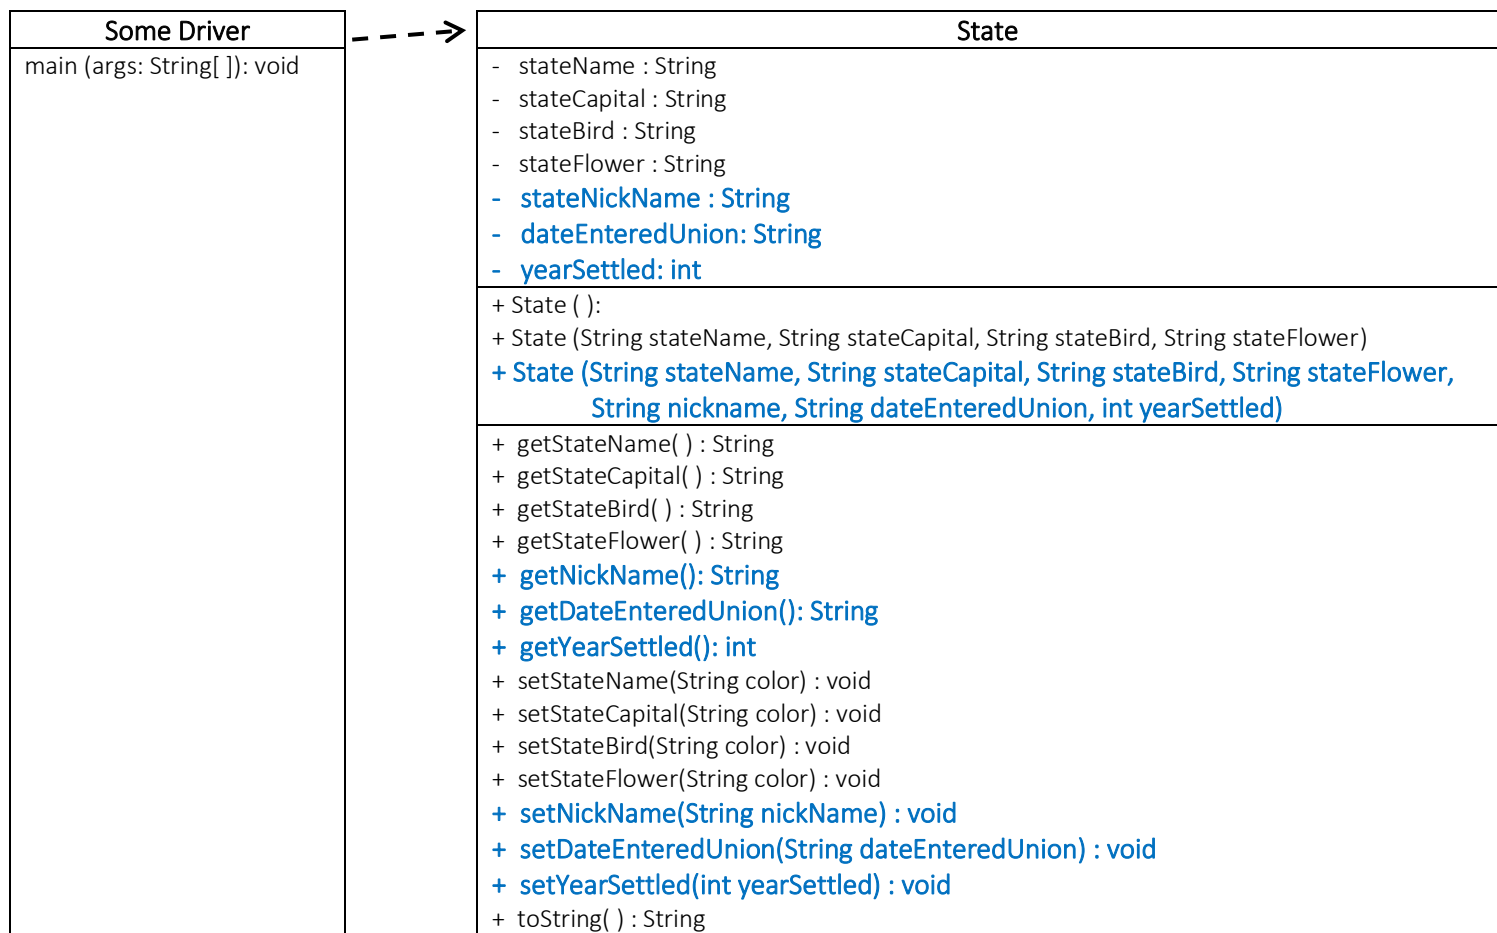 Some Driver
main (args: String[ ]): void
State
- stateName : String
- stateCapital : String
- stateBird : String
- stateFlower : String
- stateNickName : String
- dateEnteredUnion: String
- yearSettled: int
+ State ( ):
+ State (String stateName, String stateCapital, String stateBird, String stateFlower)
+ State (String stateName, String stateCapital, String stateBird, String stateFlower,
String nickname, String dateEnteredUnion, int yearSettled)
+ getStateName( ) : String
+ getStateCapital( ) : String
+ getStateBird( ) : String
+ getStateFlower( ) : String
+ getNickName(): String
+ getDateEnteredUnion(): String
+ getYearSettled(): int
+ setStateName(String color) : void
+ setStateCapital(String color) : void
+ setStateBird(String color) : void
+ setStateFlower(String color) : void
+ setNickName(String nickName) : void
+ setDateEnteredUnion(String dateEnteredUnion) : void
+ setYearSettled(int yearSettled) : void
+ toString( ) : String